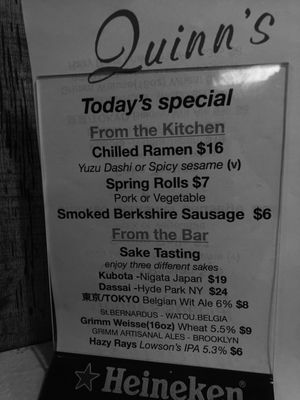 Quinn's
Today's special
From the Kitchen
Chilled Ramen $16
Yuzu Dashi or Spicy sesame (v)
Spring Rolls $7
Pork or Vegetable
Smoked Berkshire Sausage $6
From the Bar
Sake Tasting
enjoy three different sakes
Kubota -Nigata Japan $19
Dassai -Hyde Park NY $24
東京/TOKYO Belgian Wit Ale 6% $8
St.BERNARDUS - WATOU.BELGIA
Grimm Weisse(16oz) Wheat 5.5% $9
GRIMM ARTISANAL ALES - BROOKLYN
Hazy Rays Lowson's IPA 5.3% $6
Heineken